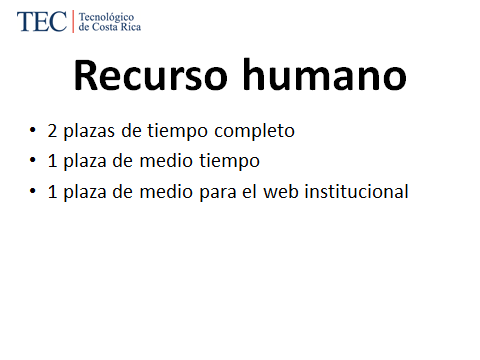 TEC Tecnológico
de Costa Rica
Recurso humano
• 2 plazas de tiempo completo
• 1 plaza de medio tiempo
• 1 plaza de medio para el web institucional